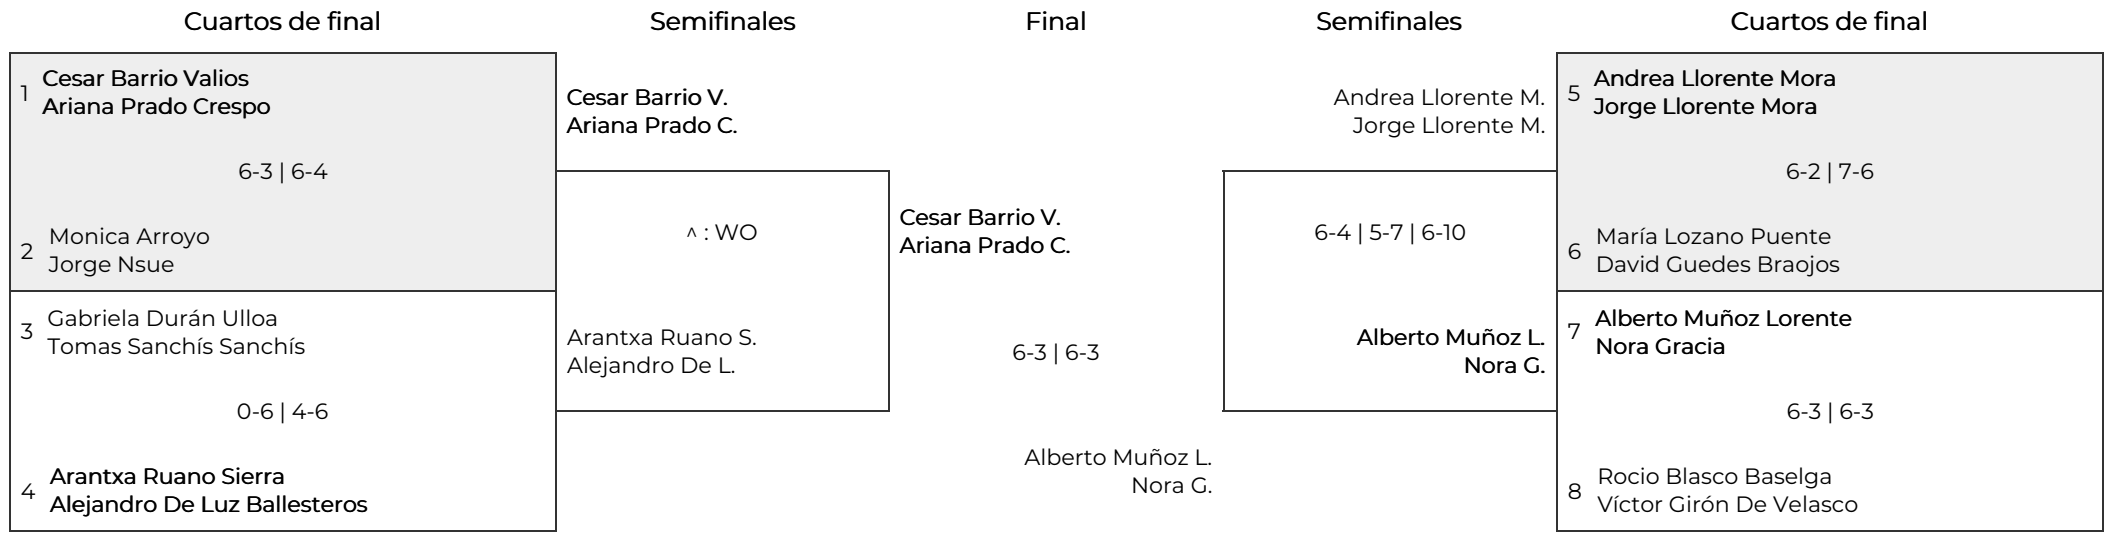 Cuartos de final
Semifinales
Final
Semifinales
Cuartos de final
1
Cesar Barrio Valios
Ariana Prado Crespo
6-3 | 6-4
2
Monica Arroyo
Jorge Nsue
3
Gabriela Durán Ulloa
Tomas Sanchís Sanchís
0-6 | 4-6
4
Arantxa Ruano Sierra
Alejandro De Luz Ballesteros
Cesar Barrio V.
Ariana Prado C.
^ : WO
Arantxa Ruano S.
Alejandro De L.
Cesar Barrio V.
Ariana Prado C.
6-3 | 6-3
Alberto Muñoz L.
Nora G.
Andrea Llorente M.
Jorge Llorente M.
6-4 | 5-7 | 6-10
Alberto Muñoz L.
Nora G.
5
Andrea Llorente Mora
Jorge Llorente Mora
6-2 | 7-6
6
María Lozano Puente
David Guedes Braojos
7
Alberto Muñoz Lorente
Nora Gracia
6-3 | 6-3
8
Rocio Blasco Baselga
Víctor Girón De Velasco